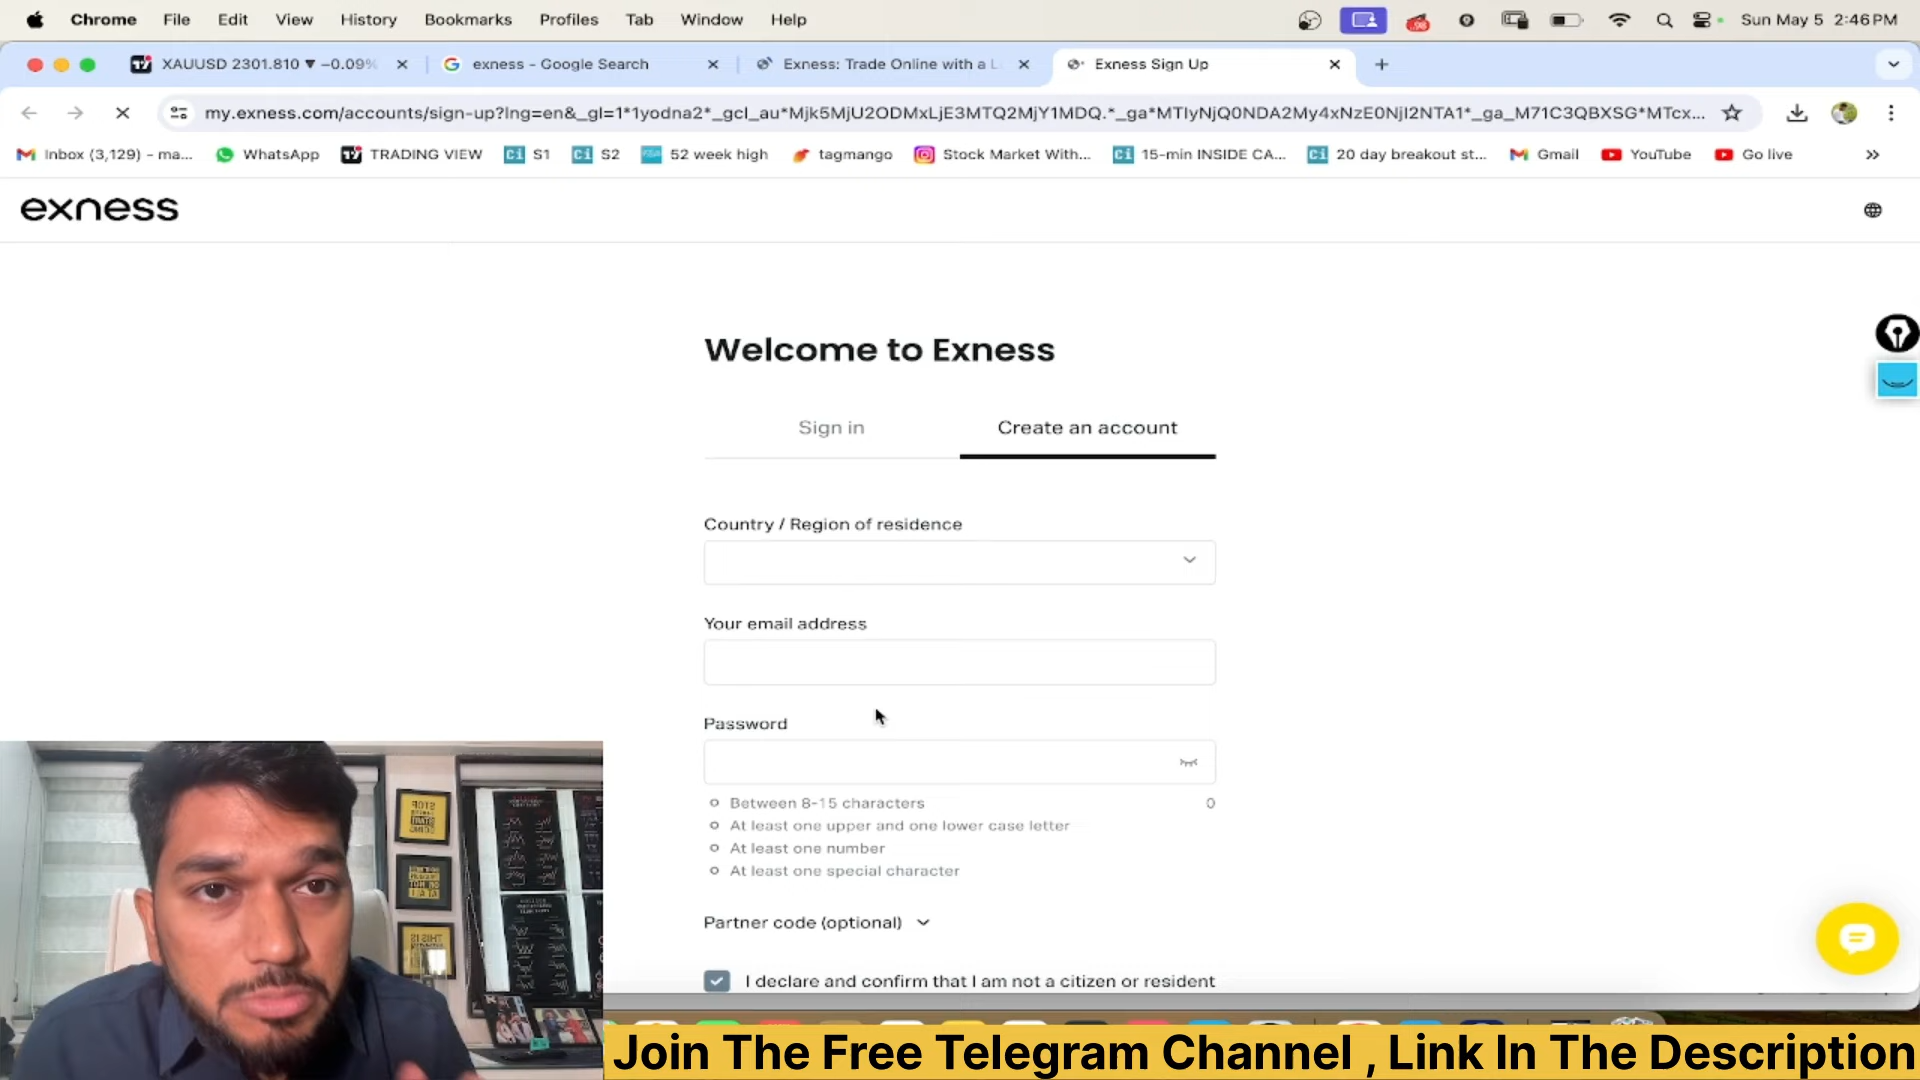 Chrome File Edit View History Bookmarks Profiles Tab Window Help Sun May 5 2:46 PM
XAUUSD 2301.810 ▼ −0.09% exness - Google Search Exness: Trade Online with a L Exness Sign Up
my.exness.com/accounts/sign-up?lng=en&_gl=1*1yodna2*_gcl_au*Mjk5MjU2ODMxLjE3MTQ2MjY1MDQ.*_ga*MTIyNjQ0NDA2My4xNzE0NjI2NTA1*_ga_M71C3QBXSG*MTcx...
Inbox (3,129) - ma... WhatsApp TRADING VIEW S1 S2 52 week high tagmango Stock Market With... 15-min INSIDE CA... 20 day breakout st... Gmail YouTube Go live »
exness
Welcome to Exness
Sign in Create an account
Country / Region of residence
Your email address
Password
Between 8-15 characters 0
At least one upper and one lower case letter
At least one number
At least one special character
Partner code (optional)
I declare and confirm that I am not a citizen or resident
Join The Free Telegram Channel , Link In The Description